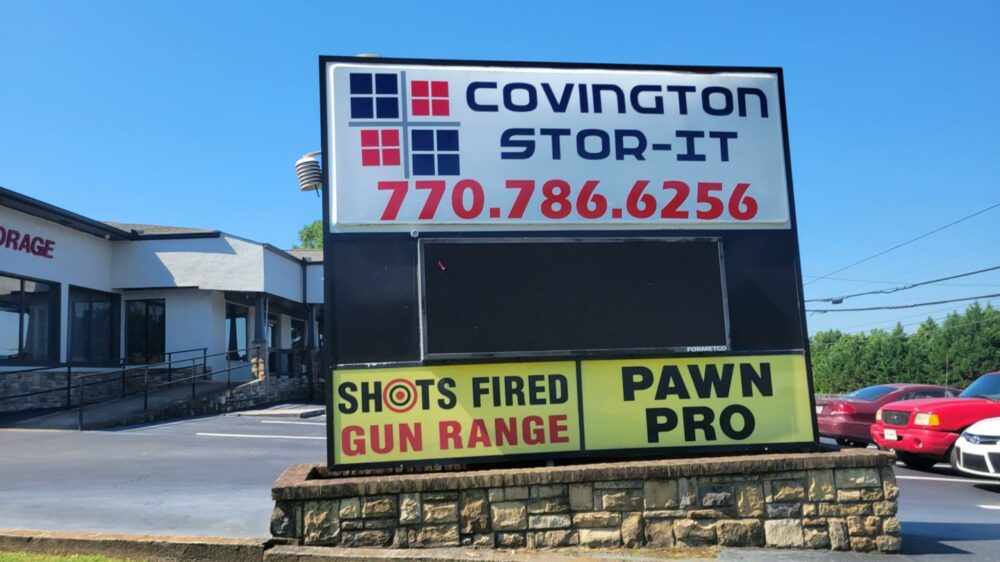 COVINGTON
STOR-IT
770.786.6256
ORAGE
FORMETCO
SHOTS FIRED
GUN RANGE
PAWN
PRO